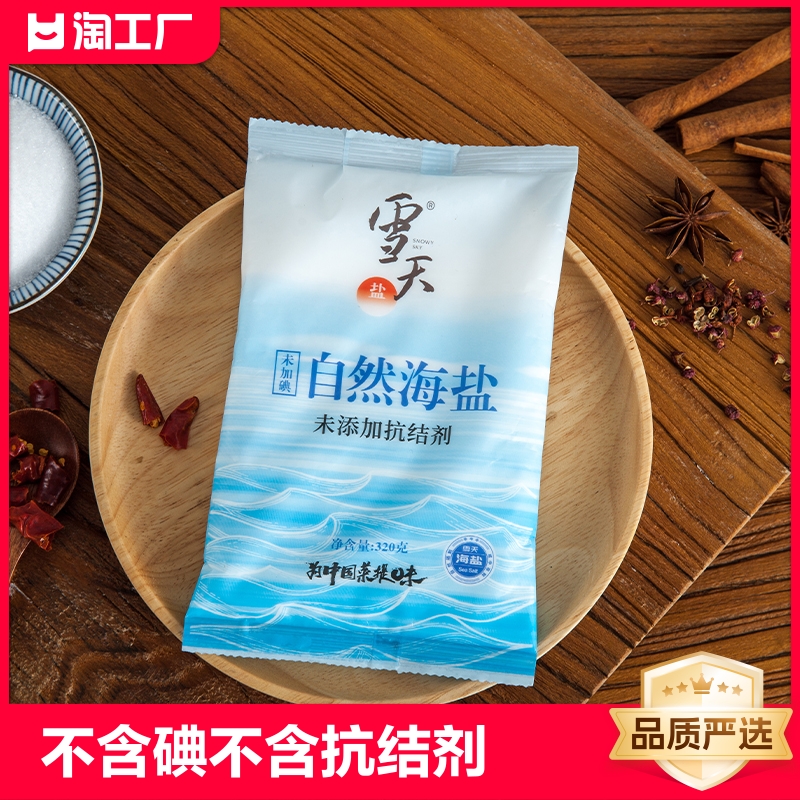 淘工厂
雪天®
SNOWY
SKY
盐
未加碘
自然海盐
未添加抗结剂
净含量:320克
为中国菜提味
雪天
海盐
Sea Salt
品质严选
不含碘不含抗结剂